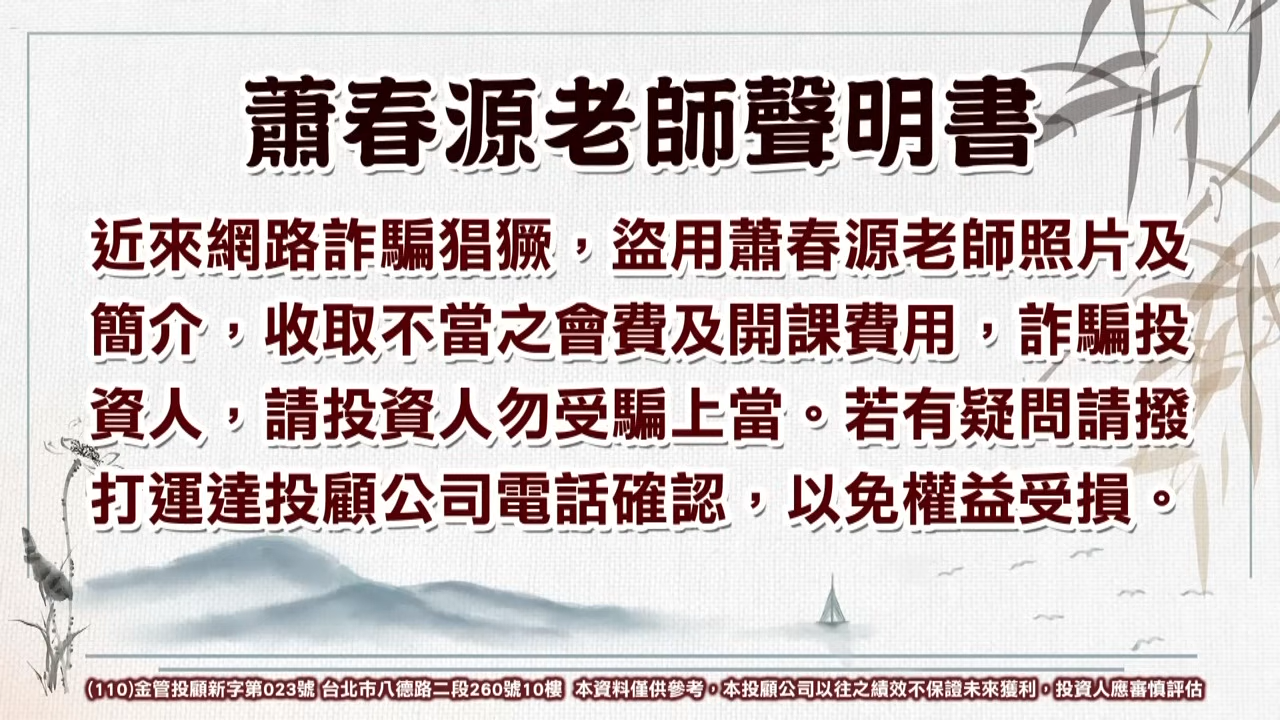 蕭春源老師聲明書
近來網路詐騙猖獗，盜用蕭春源老師照片及
簡介，收取不當之會費及開課費用，詐騙投
資人，請投資人勿受騙上當。若有疑問請撥
打運達投顧公司電話確認，以免權益受損。
(110)金管投顧新字第023號 台北市八德路二段260號10樓 本資料僅供參考，本投顧公司以往之績效不保證未來獲利，投資人應審慎評估